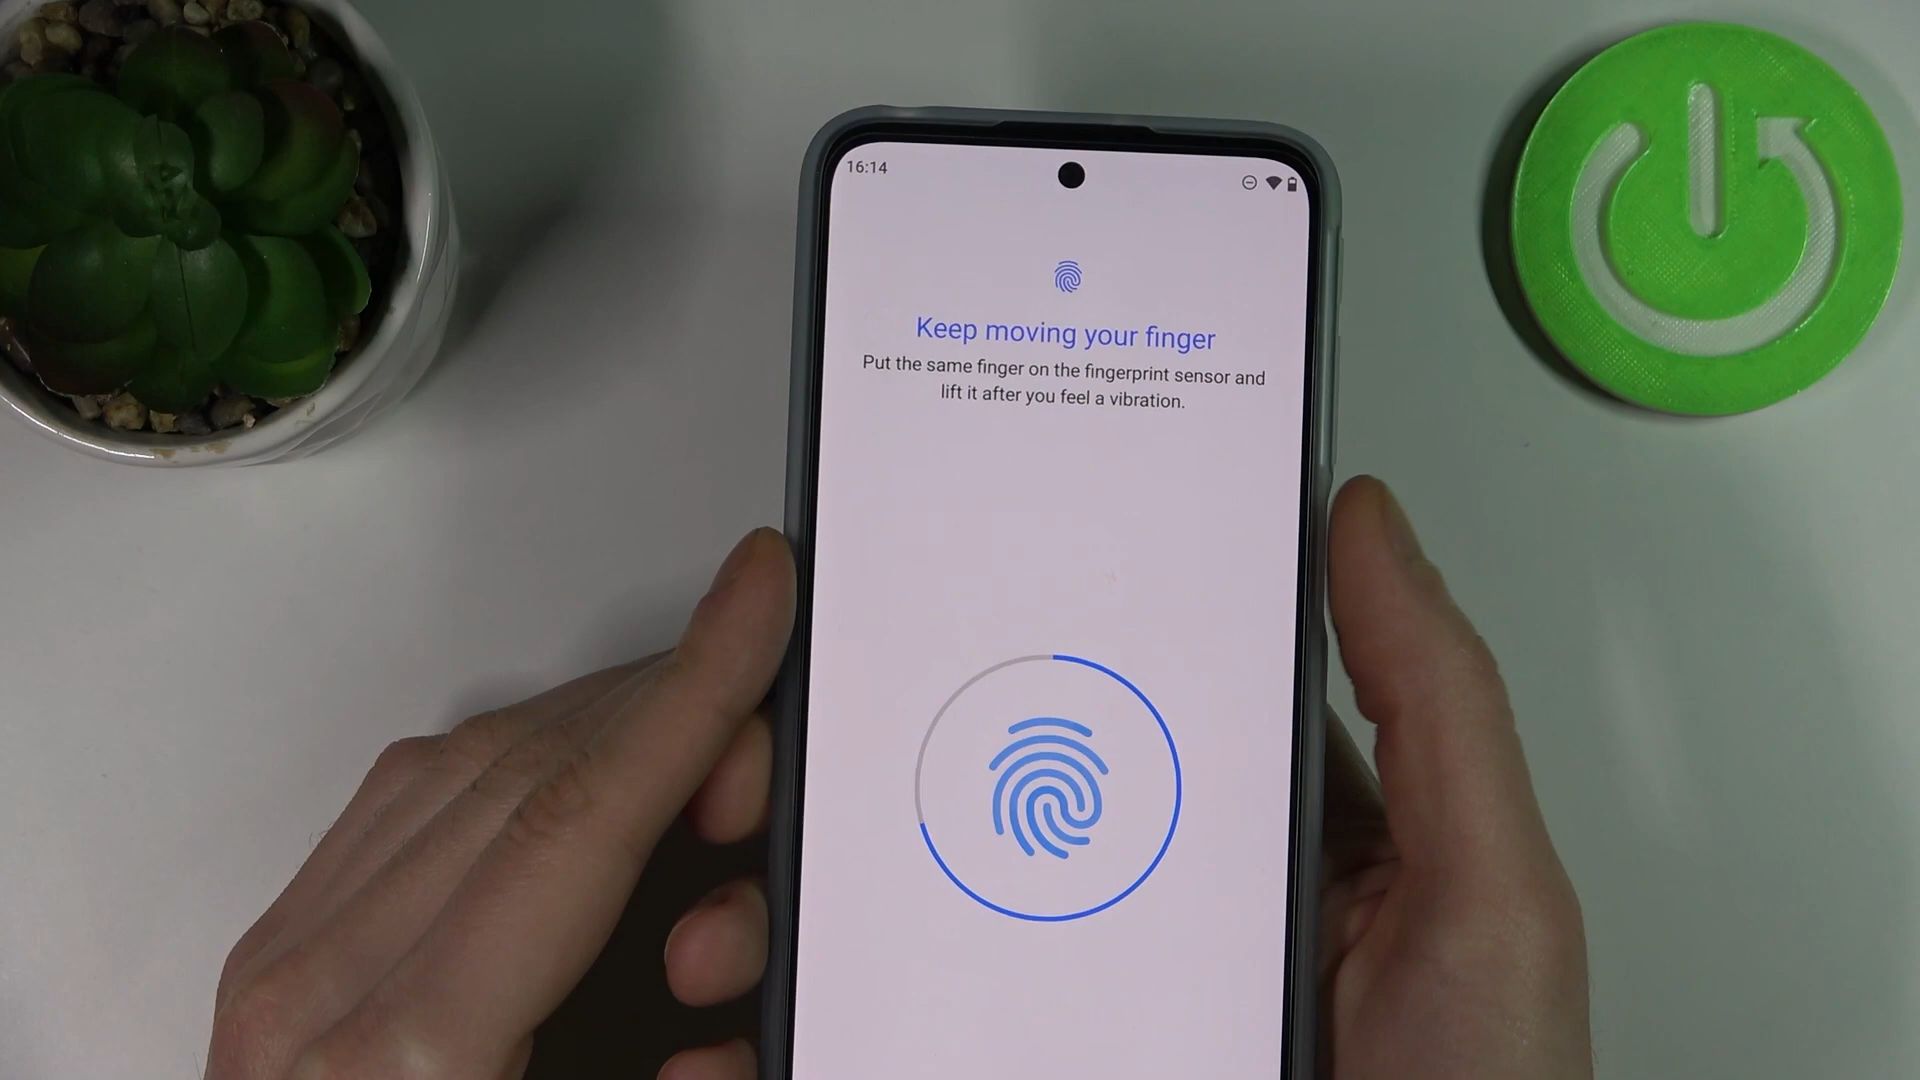 16:14
Keep moving your finger
Put the same finger on the fingerprint sensor and
lift it after you feel a vibration.